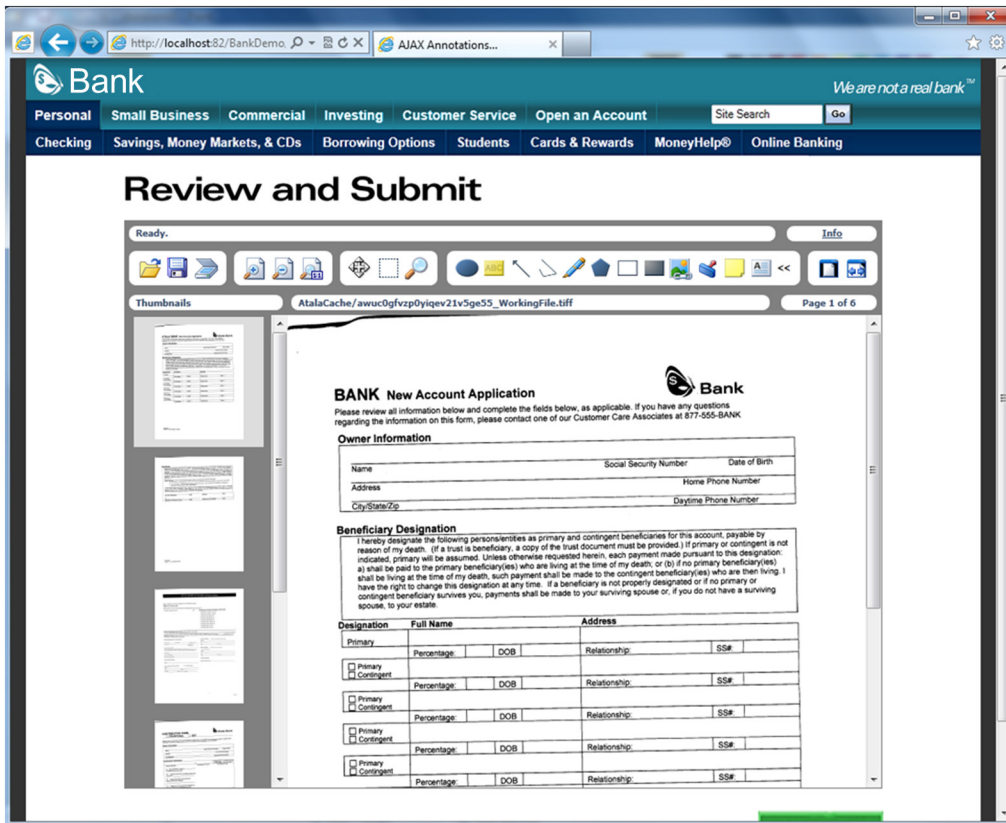 http://localhost:82/BankDemo
AJAX Annotations...
S
Bank
We are not a real bank™
Personal Small Business Commercial Investing Customer Service Open an Account Site Search Go
Checking Savings, Money Markets, & CDs Borrowing Options Students Cards & Rewards MoneyHelp® Online Banking
Review and Submit
Ready. Info
1:1 ABC A <<
Thumbnails AtalaCache/awuc0gfvzp0yiqev21v5ge55_WorkingFile.tiff Page 1 of 6
S Bank
BANK New Account Application
Please review all information below and complete the fields below, as applicable. If you have any questions
regarding the information on this form, please contact one of our Customer Care Associates at 877-555-BANK
Owner Information
Name Social Security Number Date of Birth
Address Home Phone Number
City/State/Zip Daytime Phone Number
Beneficiary Designation
I hereby designate the following persons/entities as primary and contingent beneficiaries for this account, payable by
reason of my death. (If a trust is beneficiary, a copy of the trust document must be provided.) If primary or contingent is not
indicated, primary will be assumed. Unless otherwise requested herein, each payment made pursuant to this designation:
a) shall be paid to the primary beneficiary(ies) who are living at the time of my death; or (b) if no primary beneficiary(ies)
shall be living at the time of my death, such payment shall be made to the contingent beneficiary(ies) who are then living. I
have the right to change this designation at any time. If a beneficiary is not properly designated or if no primary or
contingent beneficiary survives you, payments shall be made to your surviving spouse or, if you do not have a surviving
spouse, to your estate.
Designation Full Name Address
Primary
Percentage: DOB Relationship: SS#:
Primary
Contingent
Percentage: DOB Relationship: SS#:
Primary
Contingent
Percentage: DOB Relationship: SS#:
Primary
Contingent
Percentage: DOB Relationship: SS#:
Primary
Contingent
Percentage: DOB Relationship: SS#: